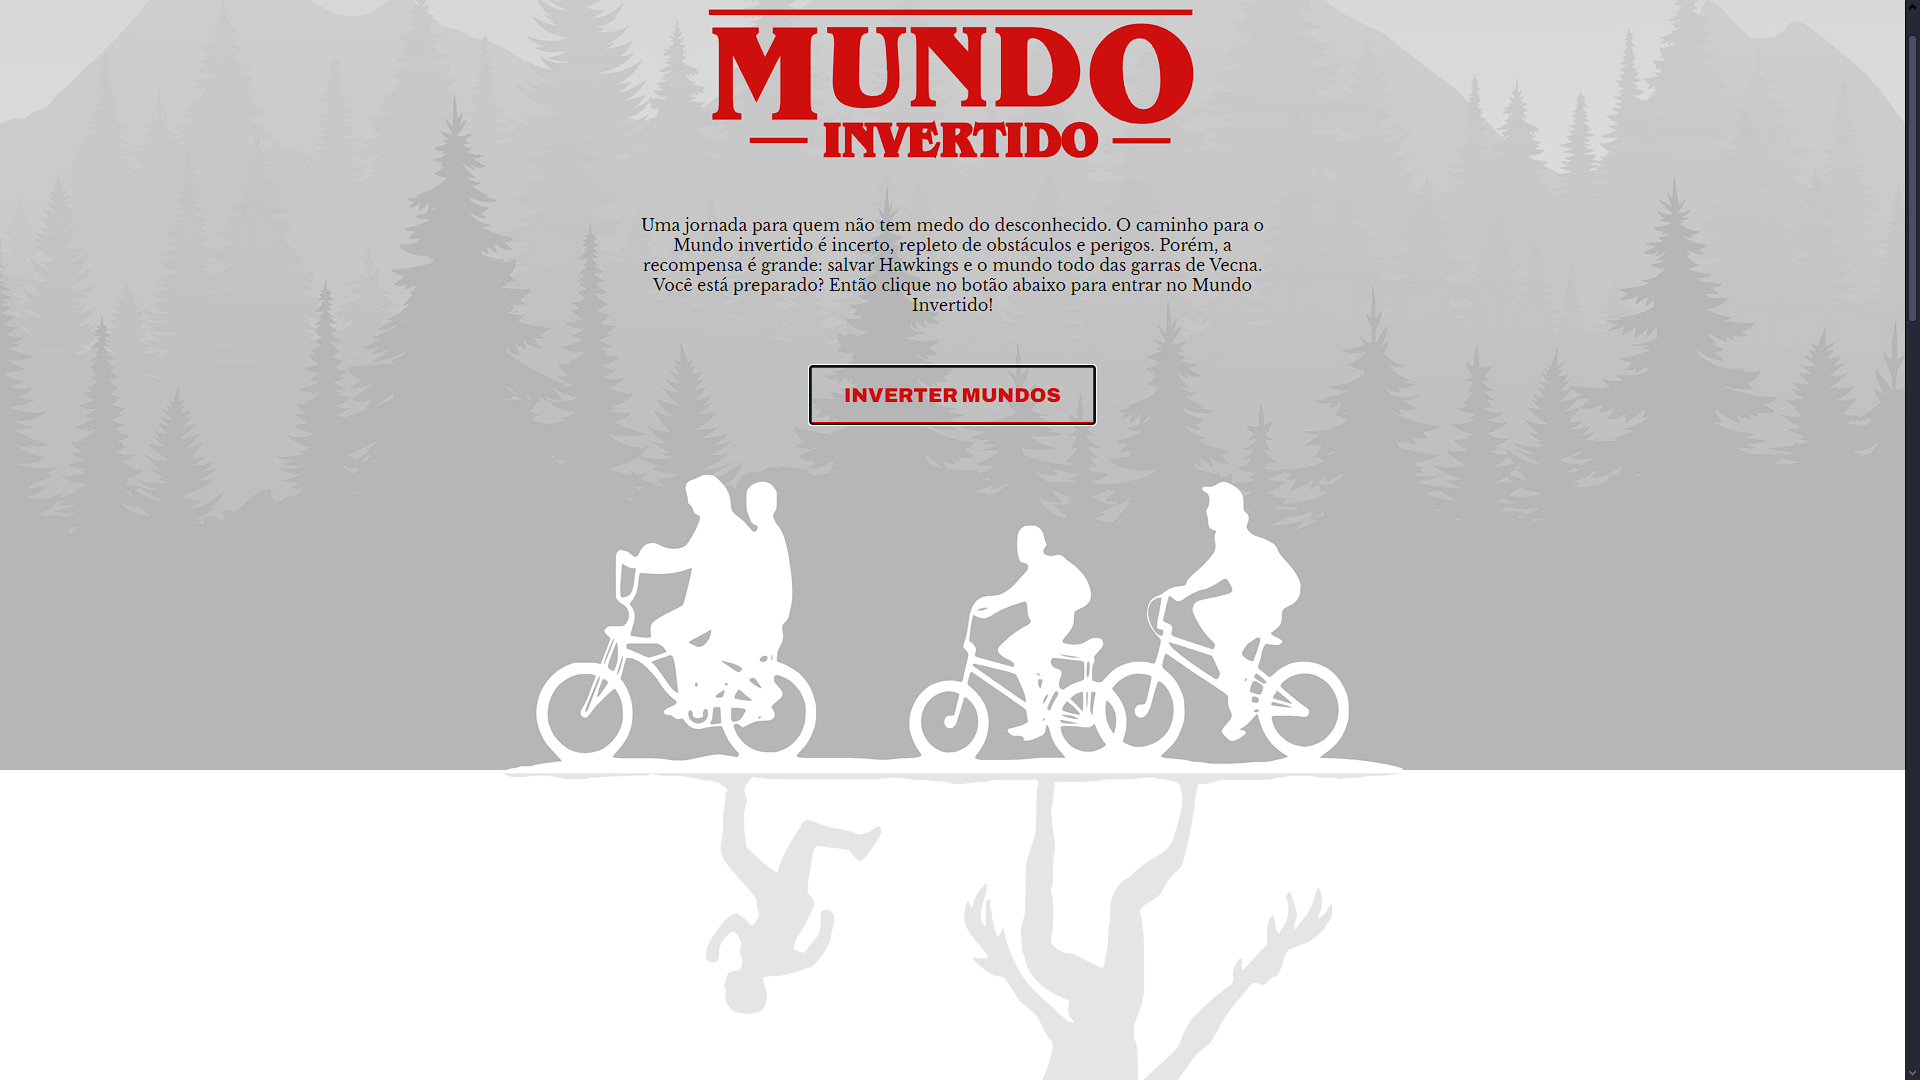 MUNDO
INVERTIDO
Uma jornada para quem não tem medo do desconhecido. O caminho para o
Mundo invertido é incerto, repleto de obstáculos e perigos. Porém, a
recompensa é grande: salvar Hawkings e o mundo todo das garras de Vecna.
Você está preparado? Então clique no botão abaixo para entrar no Mundo
Invertido!
INVERTER MUNDOS